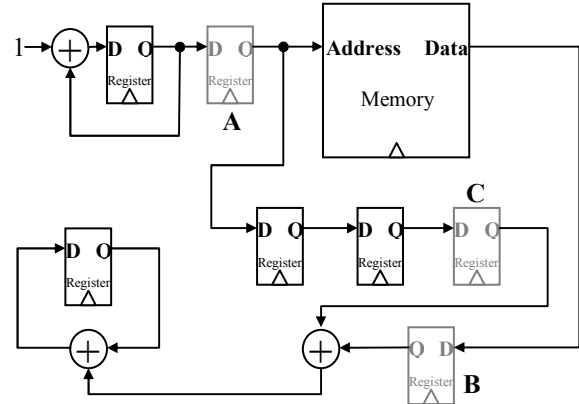 1 + D O
Register
D O
Register
A
Address Data
Memory
C
D Q
Register
D Q
Register
D Q
Register
D O
Register
+
+
Q D
Register
B